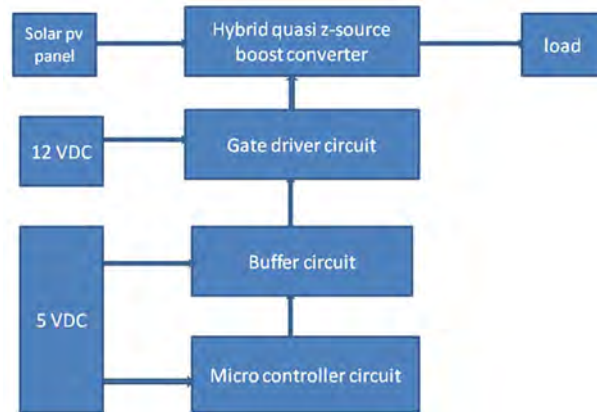 Solar pv
panel
Hybrid quasi z-source
boost converter
load
12 VDC
Gate driver circuit
5 VDC
Buffer circuit
Micro controller circuit